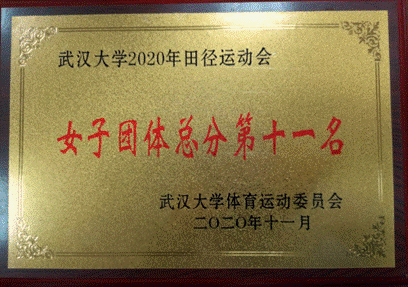 武汉大学2020年田径运动会
女子团体总分第十一名
武汉大学体育运动委员会
二〇二〇年十一月